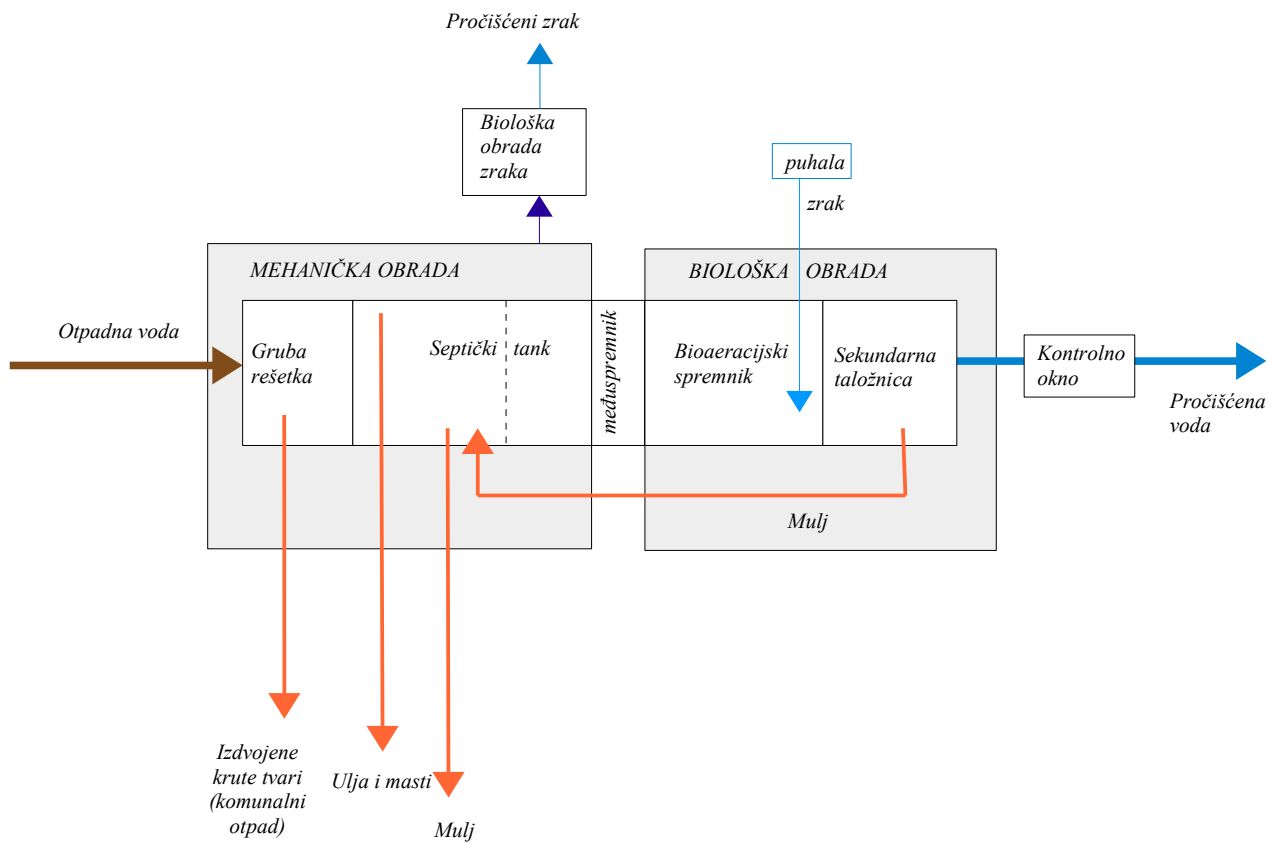 Pročišćeni zrak
Biološka
obrada
zraka
puhala
zrak
MEHANIČKA OBRADA
BIOLOŠKA OBRADA
Otpadna voda
Gruba
rešetka
Septički tank
međuspremnik
Bioaeracijski
spremnik
Sekundarna
taložnica
Kontrolno
okno
Pročišćena
voda
Mulj
Izdvojene
krute tvari
(komunalni
otpad)
Ulja i masti
Mulj